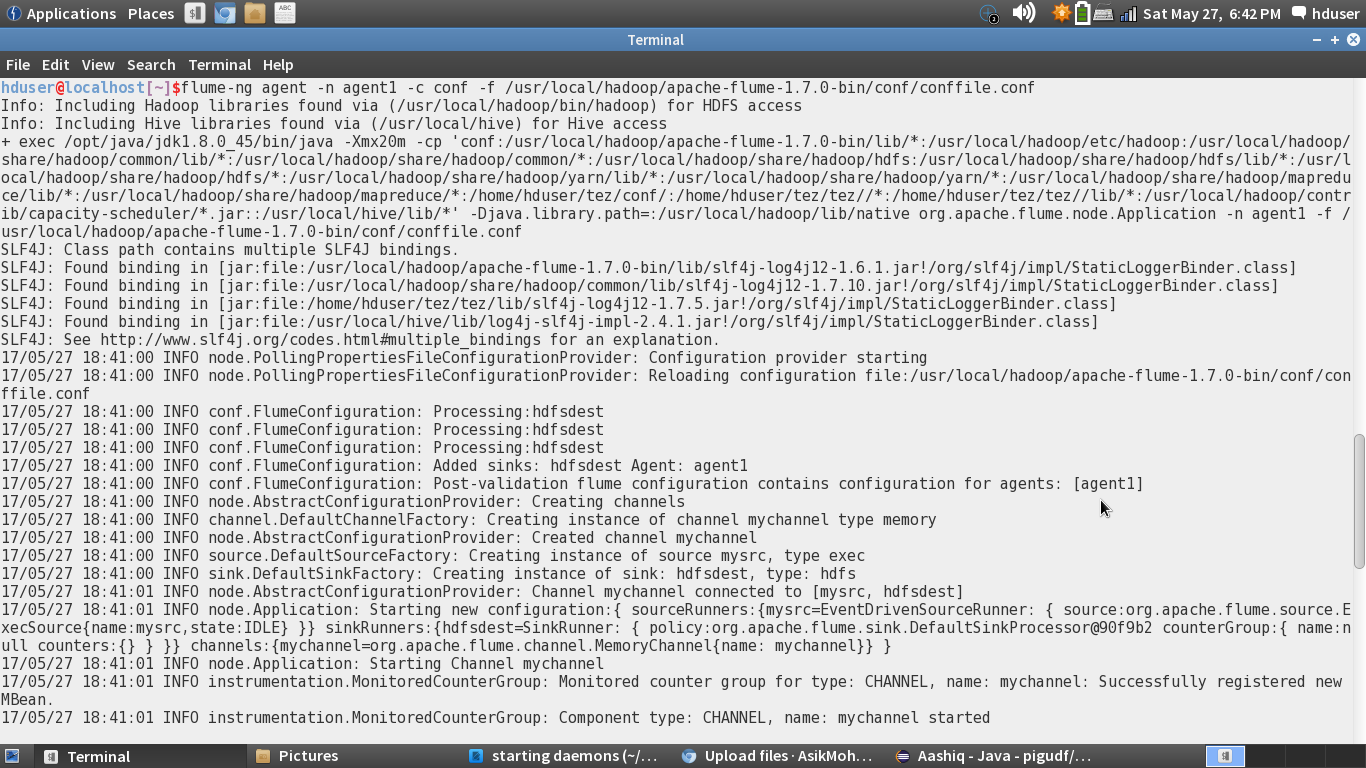 Applications Places ABC 2 Sat May 27, 6:42 PM hduser
Terminal
File Edit View Search Terminal Help
hduser@localhost[~]$flume-ng agent -n agent1 -c conf -f /usr/local/hadoop/apache-flume-1.7.0-bin/conf/conffile.conf
Info: Including Hadoop libraries found via (/usr/local/hadoop/bin/hadoop) for HDFS access
Info: Including Hive libraries found via (/usr/local/hive) for Hive access
+ exec /opt/java/jdk1.8.0_45/bin/java -Xmx20m -cp 'conf:/usr/local/hadoop/apache-flume-1.7.0-bin/lib/*:/usr/local/hadoop/etc/hadoop:/usr/local/hadoop/
share/hadoop/common/lib/*:/usr/local/hadoop/share/hadoop/common/*:/usr/local/hadoop/share/hadoop/hdfs:/usr/local/hadoop/share/hadoop/hdfs/lib/*:/usr/l
ocal/hadoop/share/hadoop/hdfs/*:/usr/local/hadoop/share/hadoop/yarn/lib/*:/usr/local/hadoop/share/hadoop/yarn/*:/usr/local/hadoop/share/hadoop/mapredu
ce/lib/*:/usr/local/hadoop/share/hadoop/mapreduce/*:/home/hduser/tez/conf/:/home/hduser/tez/tez//*:/home/hduser/tez/tez//lib/*:/usr/local/hadoop/contr
ib/capacity-scheduler/*.jar::/usr/local/hive/lib/*' -Djava.library.path=:/usr/local/hadoop/lib/native org.apache.flume.node.Application -n agent1 -f /
usr/local/hadoop/apache-flume-1.7.0-bin/conf/conffile.conf
SLF4J: Class path contains multiple SLF4J bindings.
SLF4J: Found binding in [jar:file:/usr/local/hadoop/apache-flume-1.7.0-bin/lib/slf4j-log4j12-1.6.1.jar!/org/slf4j/impl/StaticLoggerBinder.class]
SLF4J: Found binding in [jar:file:/usr/local/hadoop/share/hadoop/common/lib/slf4j-log4j12-1.7.10.jar!/org/slf4j/impl/StaticLoggerBinder.class]
SLF4J: Found binding in [jar:file:/home/hduser/tez/tez/lib/slf4j-log4j12-1.7.5.jar!/org/slf4j/impl/StaticLoggerBinder.class]
SLF4J: Found binding in [jar:file:/usr/local/hive/lib/log4j-slf4j-impl-2.4.1.jar!/org/slf4j/impl/StaticLoggerBinder.class]
SLF4J: See http://www.slf4j.org/codes.html#multiple_bindings for an explanation.
17/05/27 18:41:00 INFO node.PollingPropertiesFileConfigurationProvider: Configuration provider starting
17/05/27 18:41:00 INFO node.PollingPropertiesFileConfigurationProvider: Reloading configuration file:/usr/local/hadoop/apache-flume-1.7.0-bin/conf/con
ffile.conf
17/05/27 18:41:00 INFO conf.FlumeConfiguration: Processing:hdfsdest
17/05/27 18:41:00 INFO conf.FlumeConfiguration: Processing:hdfsdest
17/05/27 18:41:00 INFO conf.FlumeConfiguration: Processing:hdfsdest
17/05/27 18:41:00 INFO conf.FlumeConfiguration: Added sinks: hdfsdest Agent: agent1
17/05/27 18:41:00 INFO conf.FlumeConfiguration: Post-validation flume configuration contains configuration for agents: [agent1]
17/05/27 18:41:00 INFO node.AbstractConfigurationProvider: Creating channels
17/05/27 18:41:00 INFO channel.DefaultChannelFactory: Creating instance of channel mychannel type memory
17/05/27 18:41:00 INFO node.AbstractConfigurationProvider: Created channel mychannel
17/05/27 18:41:00 INFO source.DefaultSourceFactory: Creating instance of source mysrc, type exec
17/05/27 18:41:00 INFO sink.DefaultSinkFactory: Creating instance of sink: hdfsdest, type: hdfs
17/05/27 18:41:01 INFO node.AbstractConfigurationProvider: Channel mychannel connected to [mysrc, hdfsdest]
17/05/27 18:41:01 INFO node.Application: Starting new configuration:{ sourceRunners:{mysrc=EventDrivenSourceRunner: { source:org.apache.flume.source.E
xecSource{name:mysrc,state:IDLE} }} sinkRunners:{hdfsdest=SinkRunner: { policy:org.apache.flume.sink.DefaultSinkProcessor@90f9b2 counterGroup:{ name:n
ull counters:{} } }} channels:{mychannel=org.apache.flume.channel.MemoryChannel{name: mychannel}} }
17/05/27 18:41:01 INFO node.Application: Starting Channel mychannel
17/05/27 18:41:01 INFO instrumentation.MonitoredCounterGroup: Monitored counter group for type: CHANNEL, name: mychannel: Successfully registered new
MBean.
17/05/27 18:41:01 INFO instrumentation.MonitoredCounterGroup: Component type: CHANNEL, name: mychannel started
Terminal Pictures starting daemons (~/... Upload files · AsikMoh... Aashiq - Java - pigudf/...